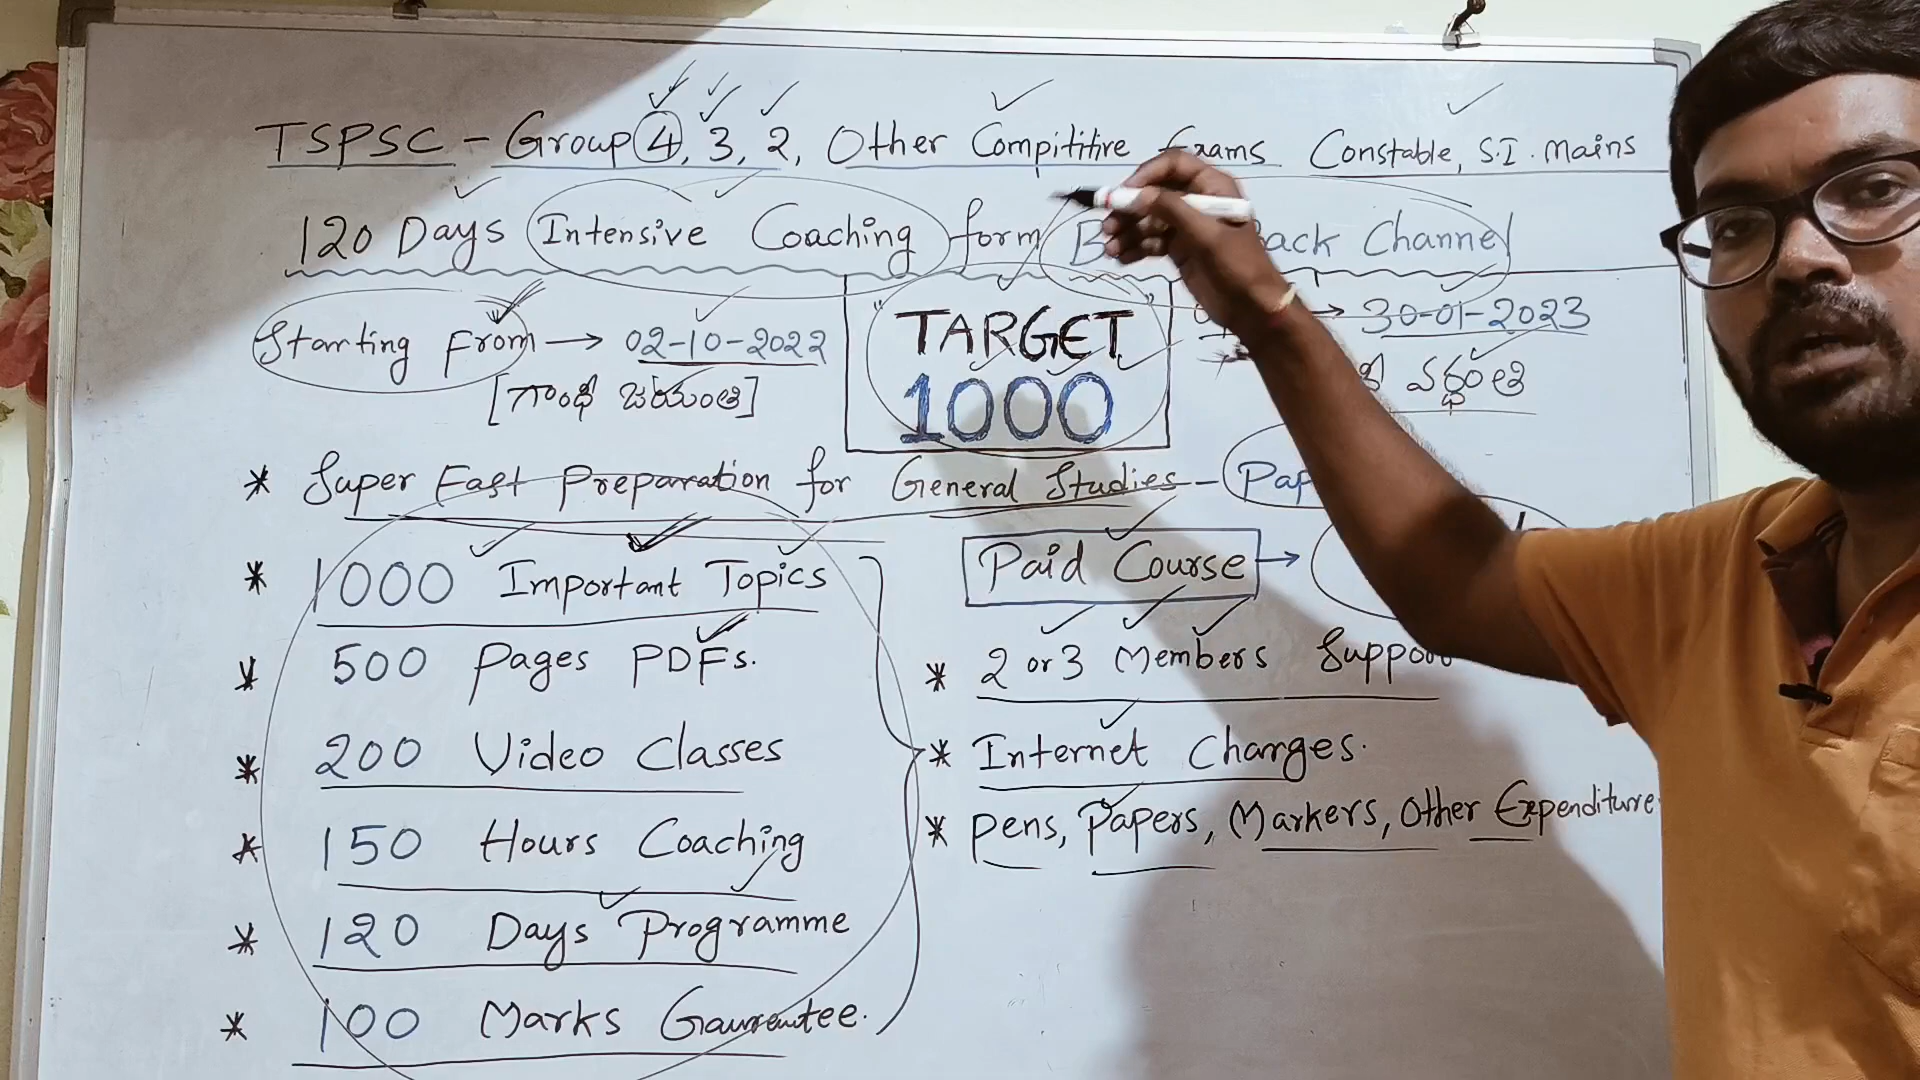 TSPSC - Group 4, 3, 2, Other Compititive Exams Constable, S.I. Mains
120 Days Intensive Coaching form Back Channel
Starting From → 02-10-2022
[గాంధీ జయంతి]
"TARGET"
1000
→ 30-01-2023
వర్ధంతి
* Super Fast Preparation for General Studies - Pap
* 1000 Important Topics
* 500 Pages PDFs.
* 200 Video Classes
* 150 Hours Coaching
* 120 Days Programme
* 100 Marks Gaurentee.
Paid Course →
* 2 or 3 Members Support
* Internet Charges.
* Pens, Papers, Markers, Other Expenditure